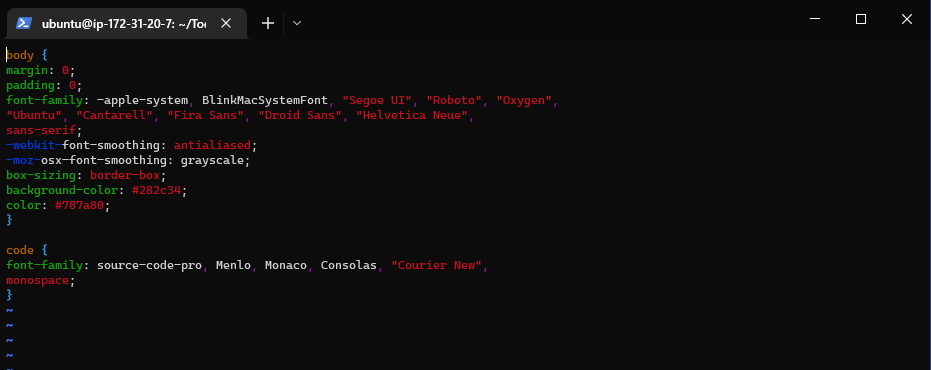 ubuntu@ip-172-31-20-7: ~/Too
body {
margin: 0;
padding: 0;
font-family: -apple-system, BlinkMacSystemFont, "Segoe UI", "Roboto", "Oxygen",
"Ubuntu", "Cantarell", "Fira Sans", "Droid Sans", "Helvetica Neue",
sans-serif;
-webkit-font-smoothing: antialiased;
-moz-osx-font-smoothing: grayscale;
box-sizing: border-box;
background-color: #282c34;
color: #787a80;
}

code {
font-family: source-code-pro, Menlo, Monaco, Consolas, "Courier New",
monospace;
}
~
~
~
~
~